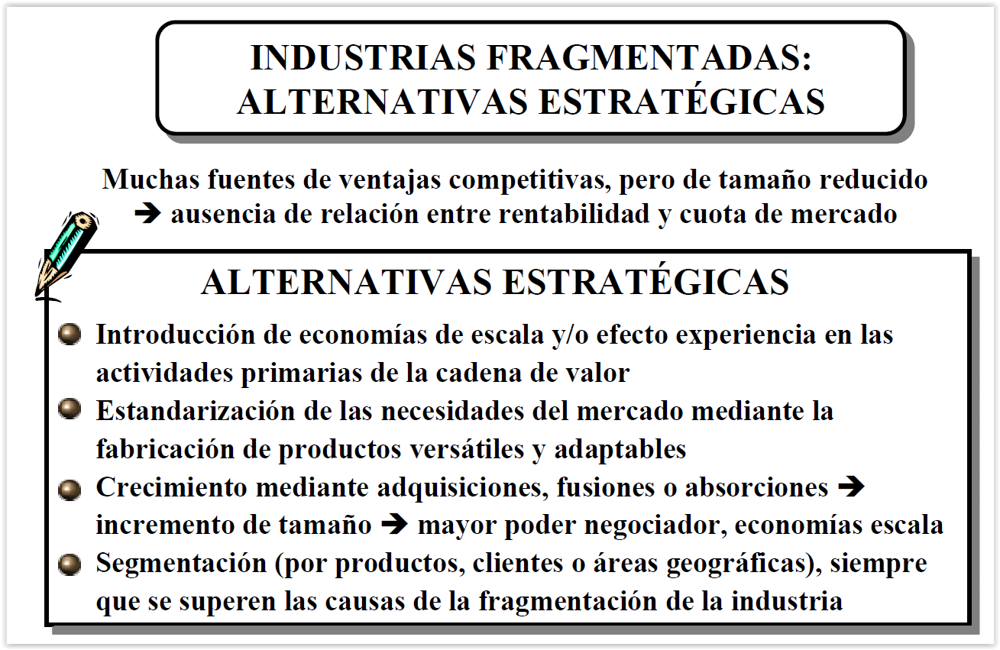 INDUSTRIAS FRAGMENTADAS:
ALTERNATIVAS ESTRATÉGICAS
Muchas fuentes de ventajas competitivas, pero de tamaño reducido
➔ ausencia de relación entre rentabilidad y cuota de mercado
ALTERNATIVAS ESTRATÉGICAS
Introducción de economías de escala y/o efecto experiencia en las
actividades primarias de la cadena de valor
Estandarización de las necesidades del mercado mediante la
fabricación de productos versátiles y adaptables
Crecimiento mediante adquisiciones, fusiones o absorciones ➔
incremento de tamaño ➔ mayor poder negociador, economías escala
Segmentación (por productos, clientes o áreas geográficas), siempre
que se superen las causas de la fragmentación de la industria